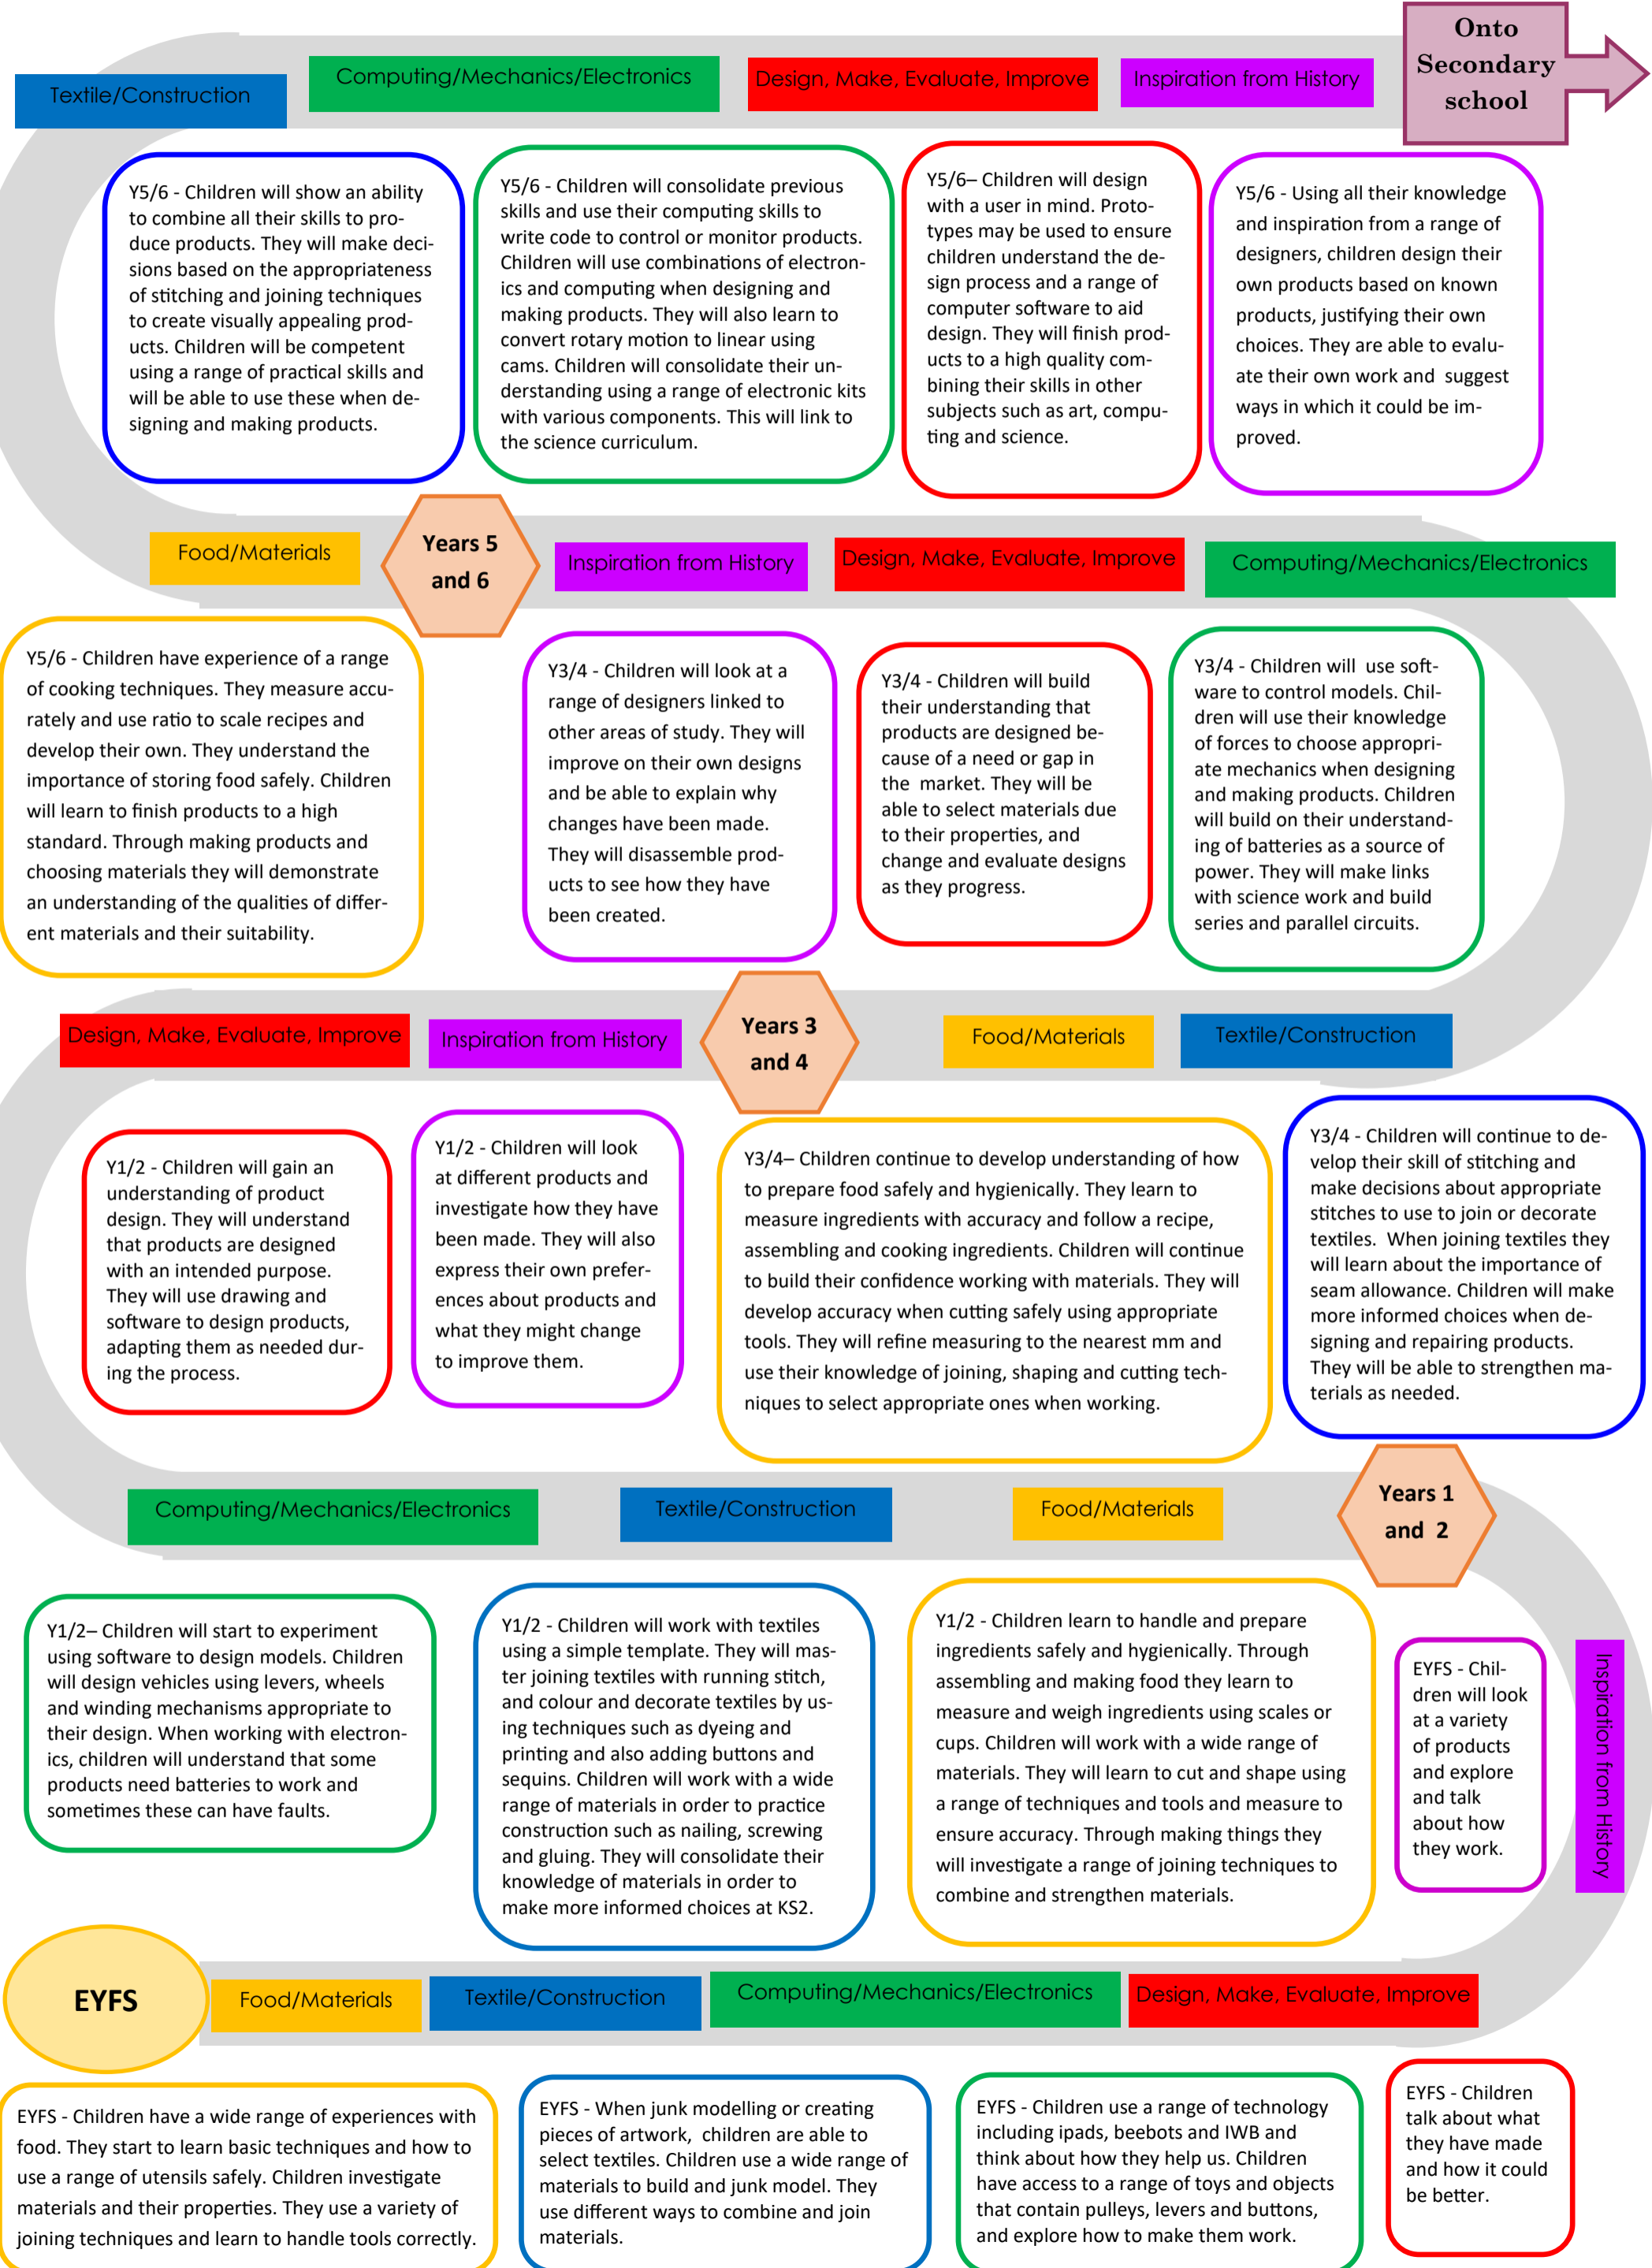 Onto
Secondary
school
Textile/Construction
Computing/Mechanics/Electronics
Design, Make, Evaluate, Improve
Inspiration from History
Y5/6 - Children will show an ability
to combine all their skills to pro-
duce products. They will make deci-
sions based on the appropriateness
of stitching and joining techniques
to create visually appealing prod-
ucts. Children will be competent
using a range of practical skills and
will be able to use these when de-
signing and making products.
Y5/6 - Children will consolidate previous
skills and use their computing skills to
write code to control or monitor products.
Children will use combinations of electron-
ics and computing when designing and
making products. They will also learn to
convert rotary motion to linear using
cams. Children will consolidate their un-
derstanding using a range of electronic kits
with various components. This will link to
the science curriculum.
Y5/6– Children will design
with a user in mind. Proto-
types may be used to ensure
children understand the de-
sign process and a range of
computer software to aid
design. They will finish prod-
ucts to a high quality com-
bining their skills in other
subjects such as art, compu-
ting and science.
Y5/6 - Using all their knowledge
and inspiration from a range of
designers, children design their
own products based on known
products, justifying their own
choices. They are able to evalu-
ate their own work and  suggest
ways in which it could be im-
proved.
Food/Materials
Years 5
and 6
Inspiration from History
Design, Make, Evaluate, Improve
Computing/Mechanics/Electronics
Y5/6 - Children have experience of a range
of cooking techniques. They measure accu-
rately and use ratio to scale recipes and
develop their own. They understand the
importance of storing food safely. Children
will learn to finish products to a high
standard. Through making products and
choosing materials they will demonstrate
an understanding of the qualities of differ-
ent materials and their suitability.
Y3/4 - Children will look at a
range of designers linked to
other areas of study. They will
improve on their own designs
and be able to explain why
changes have been made.
They will disassemble prod-
ucts to see how they have
been created.
Y3/4 - Children will build
their understanding that
products are designed be-
cause of a need or gap in
the  market. They will be
able to select materials due
to their properties, and
change and evaluate designs
as they progress.
Y3/4 - Children will  use soft-
ware to control models. Chil-
dren will use their knowledge
of forces to choose appropri-
ate mechanics when designing
and making products. Children
will build on their understand-
ing of batteries as a source of
power. They will make links
with science work and build
series and parallel circuits.
Design, Make, Evaluate, Improve
Inspiration from History
Years 3
and 4
Food/Materials
Textile/Construction
Y1/2 - Children will gain an
understanding of product
design. They will understand
that products are designed
with an intended purpose.
They will use drawing and
software to design products,
adapting them as needed dur-
ing the process.
Y1/2 - Children will look
at different products and
investigate how they have
been made. They will also
express their own prefer-
ences about products and
what they might change
to improve them.
Y3/4– Children continue to develop understanding of how
to prepare food safely and hygienically. They learn to
measure ingredients with accuracy and follow a recipe,
assembling and cooking ingredients. Children will continue
to build their confidence working with materials. They will
develop accuracy when cutting safely using appropriate
tools. They will refine measuring to the nearest mm and
use their knowledge of joining, shaping and cutting tech-
niques to select appropriate ones when working.
Y3/4 - Children will continue to de-
velop their skill of stitching and
make decisions about appropriate
stitches to use to join or decorate
textiles.  When joining textiles they
will learn about the importance of
seam allowance. Children will make
more informed choices when de-
signing and repairing products.
They will be able to strengthen ma-
terials as needed.
Computing/Mechanics/Electronics
Textile/Construction
Food/Materials
Years 1
and  2
Y1/2– Children will start to experiment
using software to design models. Children
will design vehicles using levers, wheels
and winding mechanisms appropriate to
their design. When working with electron-
ics, children will understand that some
products need batteries to work and
sometimes these can have faults.
Y1/2 - Children will work with textiles
using a simple template. They will mas-
ter joining textiles with running stitch,
and colour and decorate textiles by us-
ing techniques such as dyeing and
printing and also adding buttons and
sequins. Children will work with a wide
range of materials in order to practice
construction such as nailing, screwing
and gluing. They will consolidate their
knowledge of materials in order to
make more informed choices at KS2.
Y1/2 - Children learn to handle and prepare
ingredients safely and hygienically. Through
assembling and making food they learn to
measure and weigh ingredients using scales or
cups. Children will work with a wide range of
materials. They will learn to cut and shape using
a range of techniques and tools and measure to
ensure accuracy. Through making things they
will investigate a range of joining techniques to
combine and strengthen materials.
EYFS - Chil-
dren will look
at a variety
of products
and explore
and talk
about how
they work.
Inspiration from History
EYFS
Food/Materials
Textile/Construction
Computing/Mechanics/Electronics
Design, Make, Evaluate, Improve
EYFS - Children have a wide range of experiences with
food. They start to learn basic techniques and how to
use a range of utensils safely. Children investigate
materials and their properties. They use a variety of
joining techniques and learn to handle tools correctly.
EYFS - When junk modelling or creating
pieces of artwork,  children are able to
select textiles. Children use a wide range of
materials to build and junk model. They
use different ways to combine and join
materials.
EYFS - Children use a range of technology
including ipads, beebots and IWB and
think about how they help us. Children
have access to a range of toys and objects
that contain pulleys, levers and buttons,
and explore how to make them work.
EYFS - Children
talk about what
they have made
and how it could
be better.